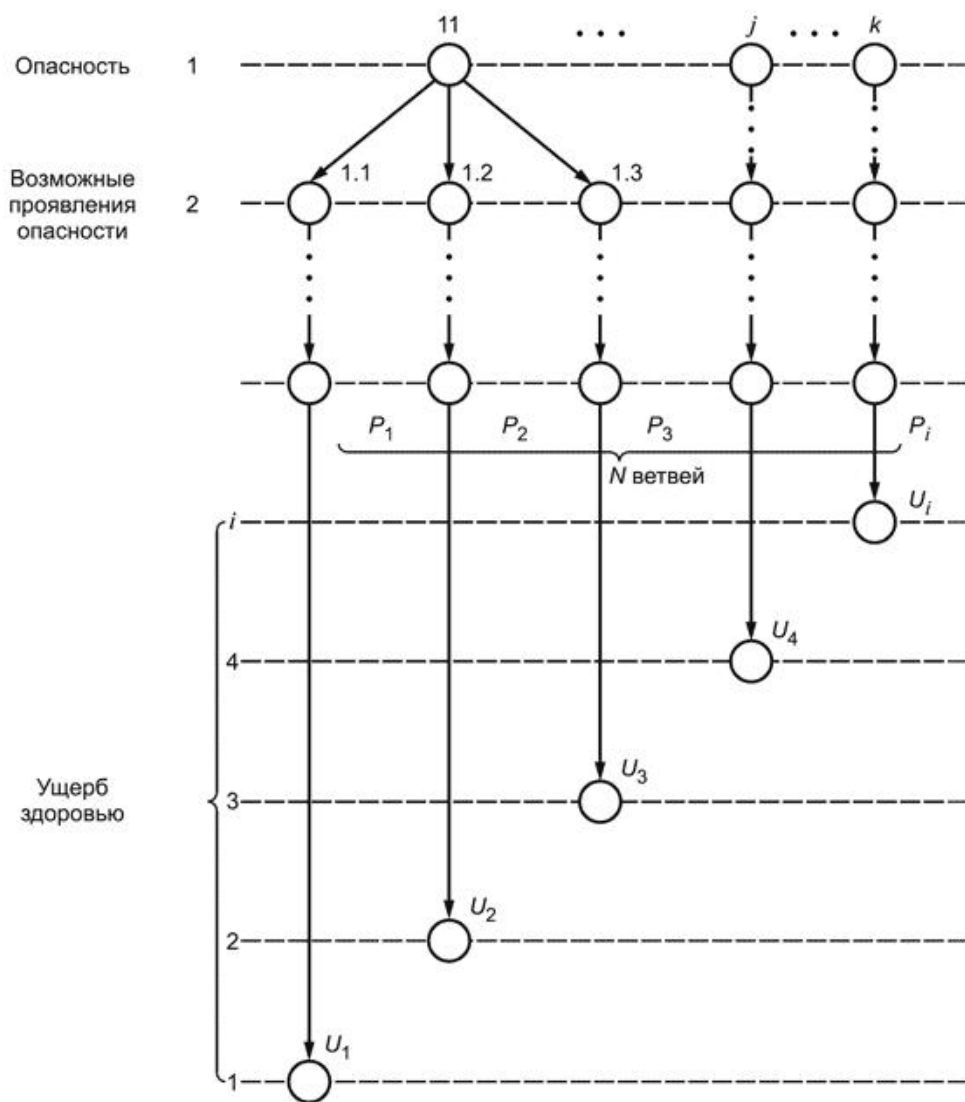 11 . . . j . . . k
Опасность 1
Возможные
проявления
опасности
2
1.1 1.2 1.3
P1 P2 P3 Pi
N ветвей
Ui
i
U4
4
Ущерб
здоровью
U3
3
U2
2
U1
1